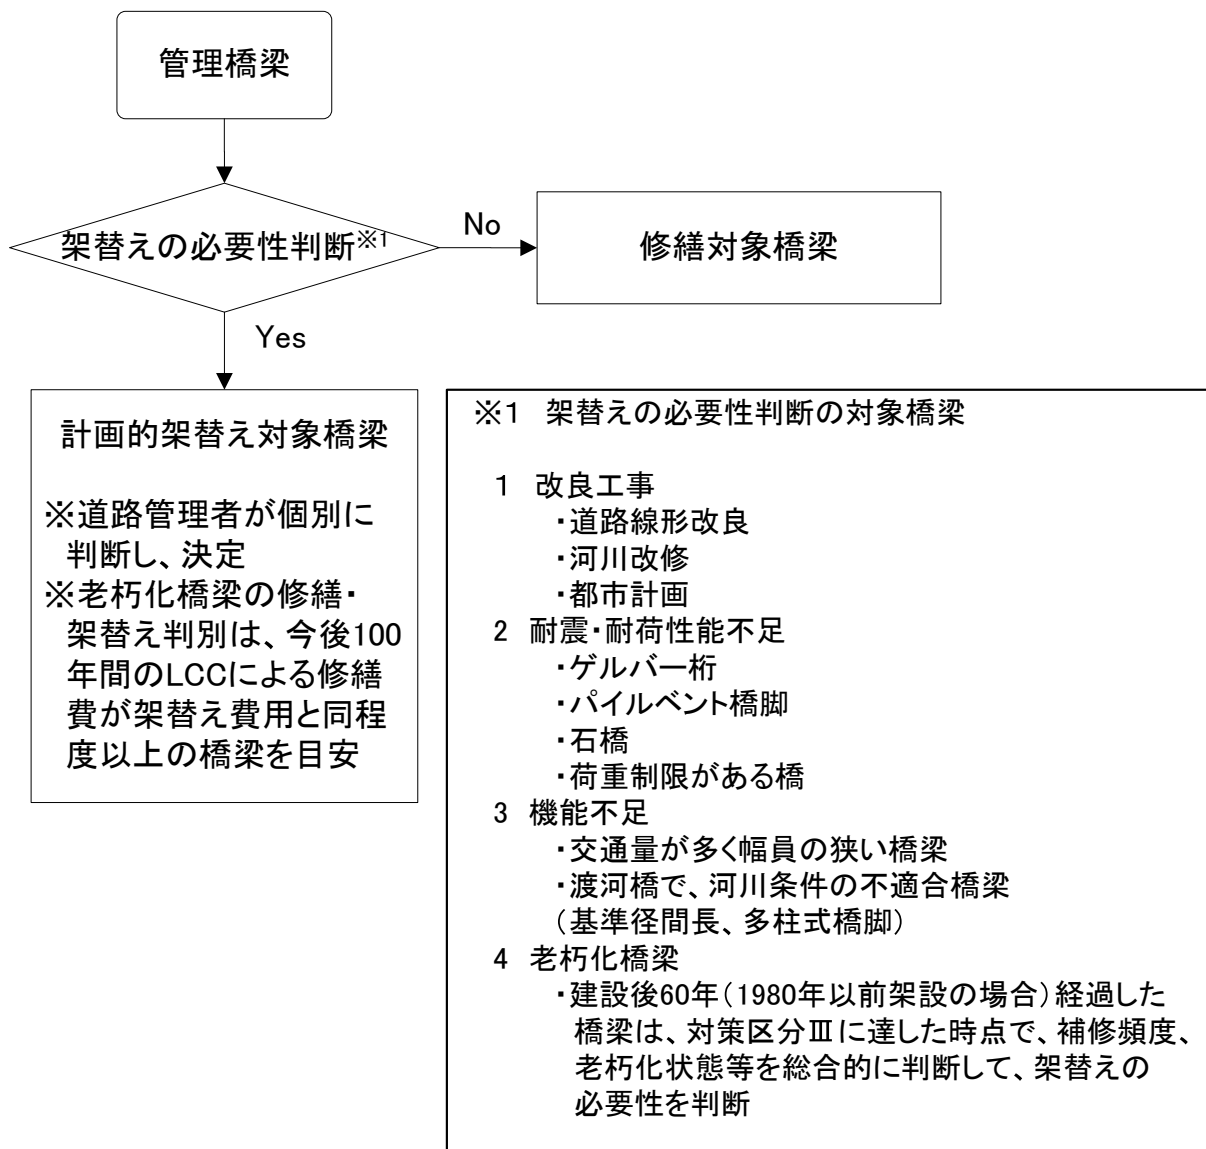 管理橋梁
架替えの必要性判断※1
No
修繕対象橋梁
Yes
計画的架替え対象橋梁
※道路管理者が個別に
判断し、決定
※老朽化橋梁の修繕・
架替え判別は、今後100
年間のLCCによる修繕
費が架替え費用と同程
度以上の橋梁を目安
※1 架替えの必要性判断の対象橋梁
1 改良工事
・道路線形改良
・河川改修
・都市計画
2 耐震・耐荷性能不足
・ゲルバー桁
・パイルベント橋脚
・石橋
・荷重制限がある橋
3 機能不足
・交通量が多く幅員の狭い橋梁
・渡河橋で、河川条件の不適合橋梁
（基準径間長、多柱式橋脚）
4 老朽化橋梁
・建設後60年（1980年以前架設の場合）経過した
橋梁は、対策区分Ⅲに達した時点で、補修頻度、
老朽化状態等を総合的に判断して、架替えの
必要性を判断